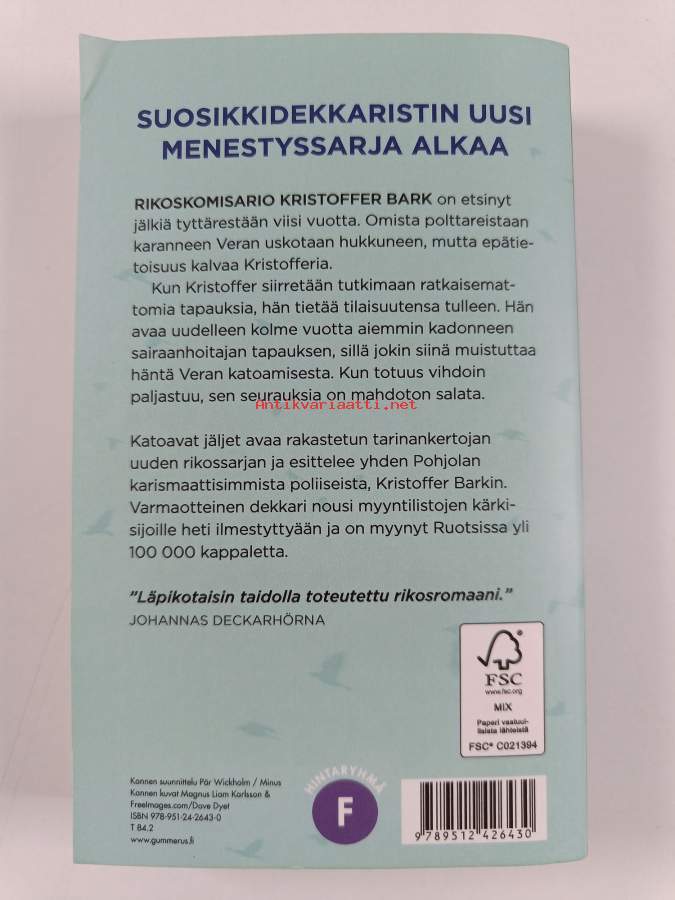 SUOSIKKIDEKKARISTIN UUSI
MENESTYSSARJA ALKAA
RIKOSKOMISARIO KRISTOFFER BARK on etsinyt
jälkiä tyttärestään viisi vuotta. Omista polttareistaan
karanneen Veran uskotaan hukkuneen, mutta epätie-
toisuus kalvaa Kristofferia.
Kun Kristoffer siirretään tutkimaan ratkaisemat-
tomia tapauksia, hän tietää tilaisuutensa tulleen. Hän
avaa uudelleen kolme vuotta aiemmin kadonneen
sairaanhoitajan tapauksen, sillä jokin siinä muistuttaa
häntä Veran katoamisesta. Kun totuus vihdoin
paljastuu, sen seurauksia on mahdoton salata.
Antikvariaatti.net
Katoavat jäljet avaa rakastetun tarinankertojan
uuden rikossarjan ja esittelee yhden Pohjolan
karismaattisimmista poliiseista, Kristoffer Barkin.
Varmaotteinen dekkari nousi myyntilistojen kärki-
sijoille heti ilmestyttyään ja on myynyt Ruotsissa yli
100 000 kappaletta.
"Läpikotaisin taidolla toteutettu rikosromaani."
JOHANNAS DECKARHÖRNA
FSC
www.fsc.org
MIX
Paperi vastuul-
lisista lähteistä
FSC® C021394
Kannen suunnittelu Pär Wickholm / Minus
Kannen kuvat Magnus Liam Karlsson &
FreeImages.com/Dave Dyet
ISBN 978-951-24-2643-0
T 84.2
www.gummerus.fi
HINTARYHMÄ
F
9 789512 426430